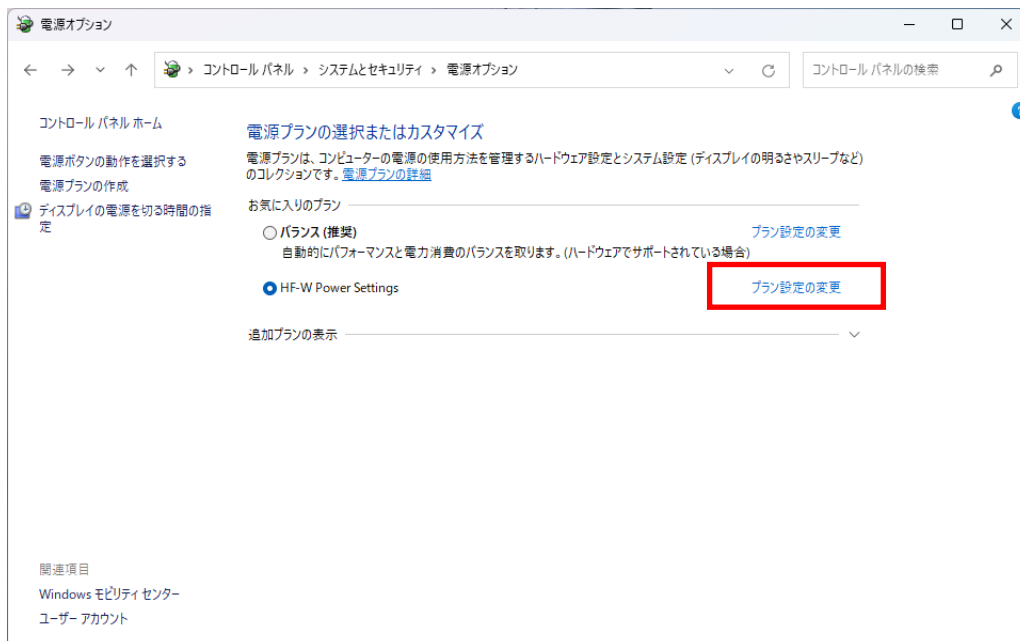 電源オプション
コントロール パネル › システムとセキュリティ › 電源オプション
コントロール パネルの検索
コントロール パネル ホーム
電源ボタンの動作を選択する
電源プランの作成
ディスプレイの電源を切る時間の指
定
電源プランの選択またはカスタマイズ
電源プランは、コンピューターの電源の使用方法を管理するハードウェア設定とシステム設定 (ディスプレイの明るさやスリープなど)
のコレクションです。電源プランの詳細
お気に入りのプラン
バランス (推奨) プラン設定の変更
自動的にパフォーマンスと電力消費のバランスを取ります。(ハードウェアでサポートされている場合)
HF-W Power Settings プラン設定の変更
追加プランの表示
関連項目
Windows モビリティ センター
ユーザー アカウント